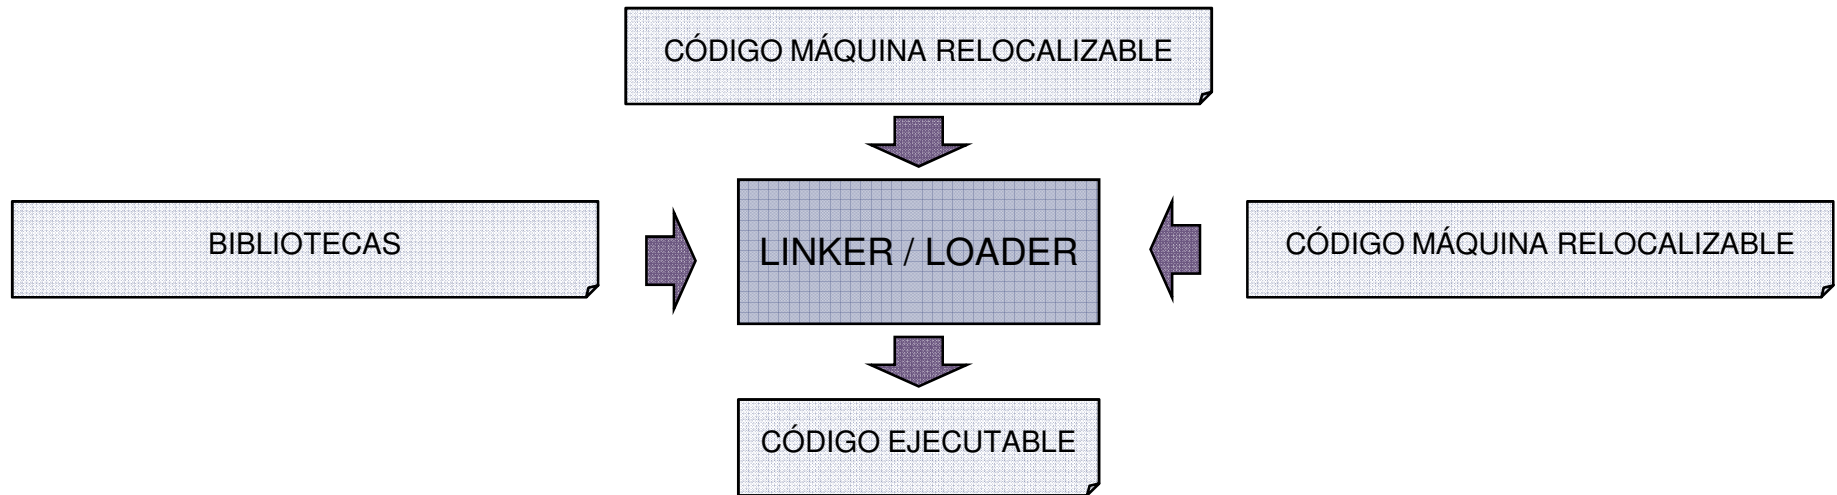 CÓDIGO MÁQUINA RELOCALIZABLE
BIBLIOTECAS
LINKER / LOADER
CÓDIGO MÁQUINA RELOCALIZABLE
CÓDIGO EJECUTABLE